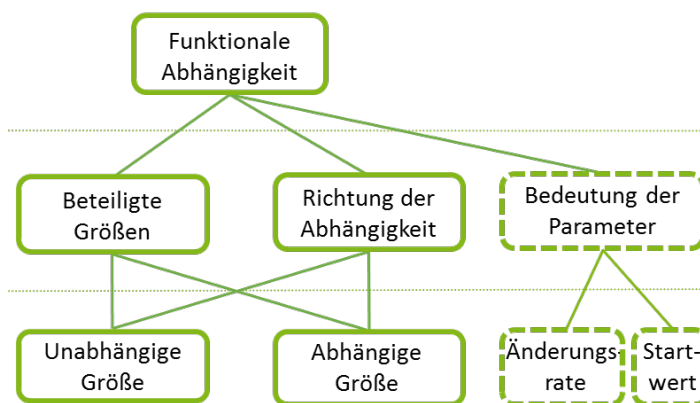 Funktionale
Abhängigkeit
Beteiligte
Größen
Richtung der
Abhängigkeit
Bedeutung der
Parameter
Unabhängige
Größe
Abhängige
Größe
Änderungs-
rate
Start-
wert